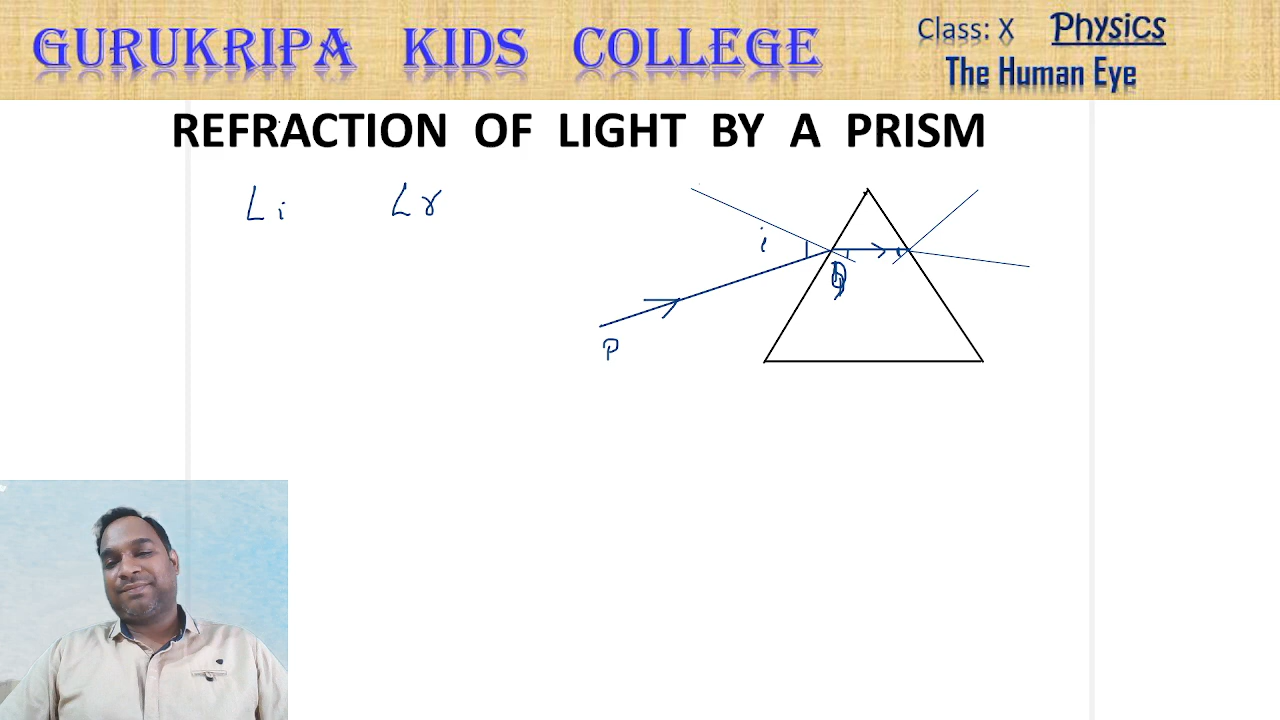 GURUKRIPA KIDS COLLEGE
Class: X Physics
The Human Eye
REFRACTION OF LIGHT BY A PRISM
∠i ∠r
i
P